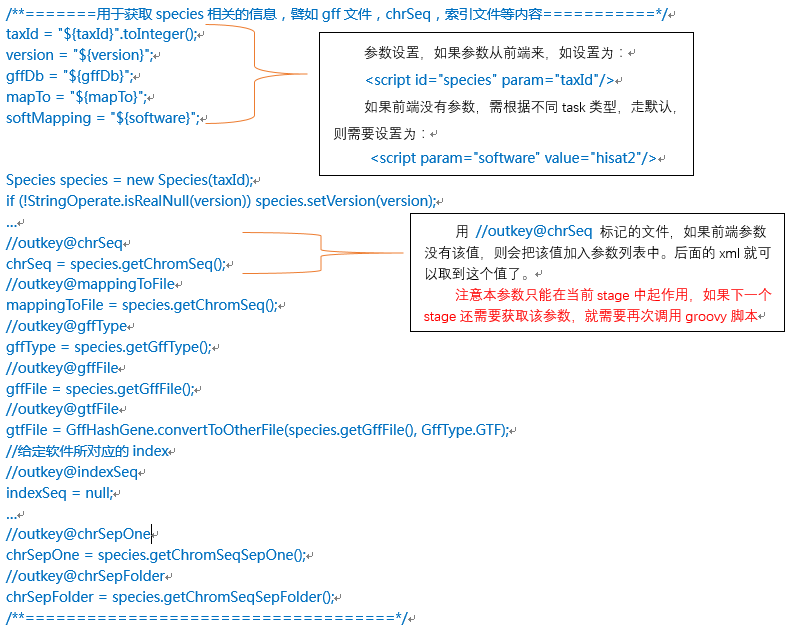 /**=======用于获取 species 相关的信息，譬如 gff 文件，chrSeq，索引文件等内容===========*/
taxId = "${taxId}".toInteger();
version = "${version}";
gffDb = "${gffDb}";
mapTo = "${mapTo}";
softMapping = "${software}";
参数设置，如果参数从前端来，如设置为：
<script id="species" param="taxId"/>
如果前端没有参数，需根据不同 task 类型，走默认，
则需要设置为：
<script param="software" value="hisat2"/>
Species species = new Species(taxId);
if (!StringOperate.isRealNull(version)) species.setVersion(version);
...
//outkey@chrSeq
chrSeq = species.getChromSeq();
//outkey@mappingToFile
mappingToFile = species.getChromSeq();
//outkey@gffType
gffType = species.getGffType();
//outkey@gffFile
gffFile = species.getGffFile();
//outkey@gtfFile
gtfFile = GffHashGene.convertToOtherFile(species.getGffFile(), GffType.GTF);
//给定软件所对应的 index
//outkey@indexSeq
indexSeq = null;
...
//outkey@chrSepOne
chrSepOne = species.getChromSeqSepOne();
//outkey@chrSepFolder
chrSepFolder = species.getChromSeqSepFolder();
/**=====================================*/
用 //outkey@chrSeq 标记的文件，如果前端参数
没有该值，则会把该值加入参数列表中。后面的 xml 就可
以取到这个值了。
注意本参数只能在当前 stage 中起作用，如果下一个
stage 还需要获取该参数，就需要再次调用 groovy 脚本